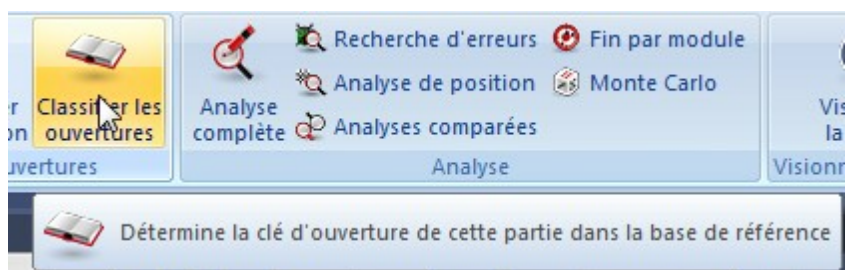 Classifier les
ouvertures
Analyse
complète
Recherche d'erreurs
Analyse de position
Analyses comparées
Fin par module
Monte Carlo
Analyse
Détermine la clé d'ouverture de cette partie dans la base de référence